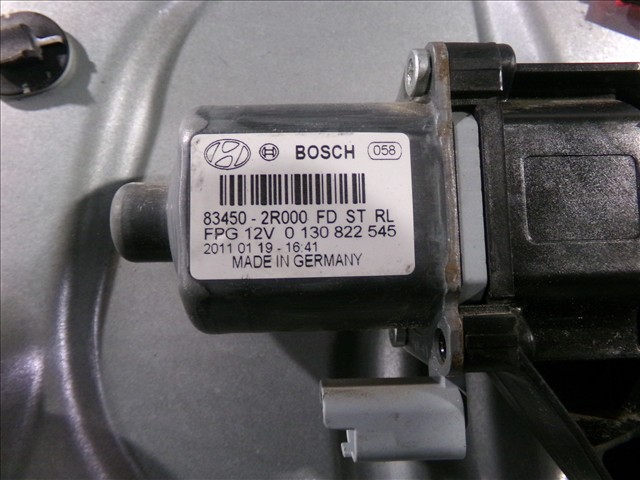 BOSCH 058
83450 - 2R000 FD ST RL
FPG 12V 0 130 822 545
2011 01 19 - 16:41
MADE IN GERMANY